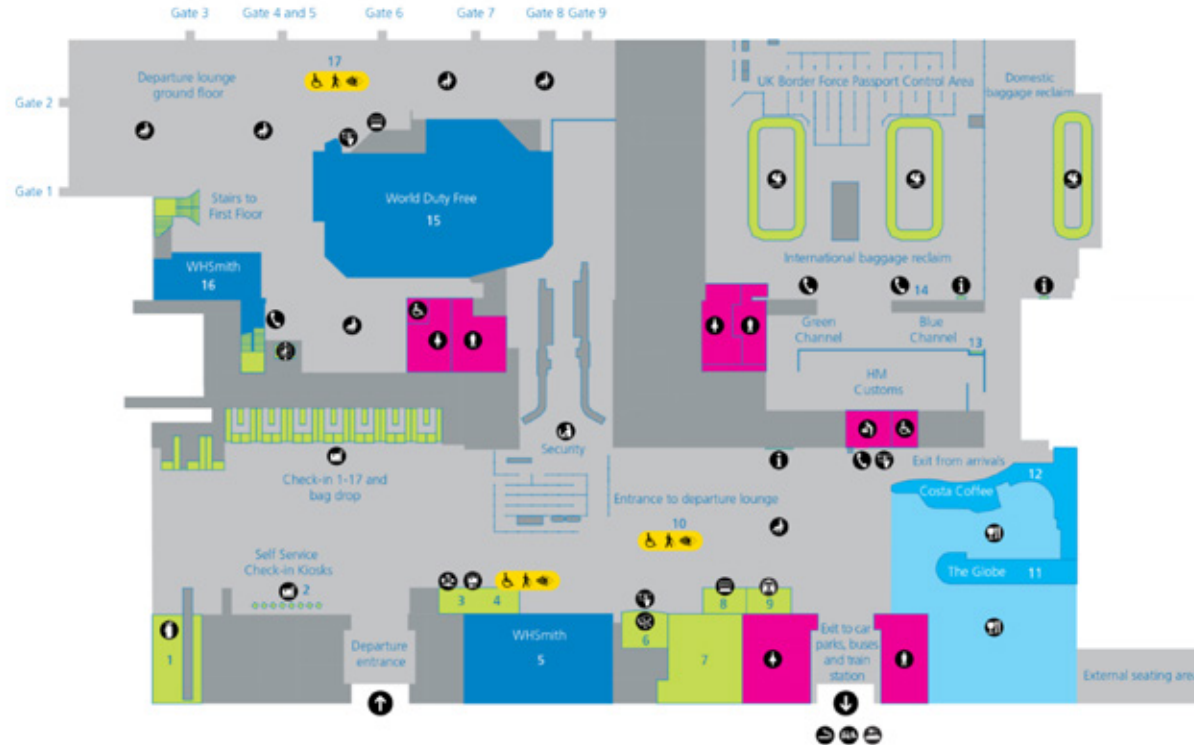 Gate 3
Gate 4 and 5
Gate 6
Gate 7
Gate 8
Gate 9
17
Departure lounge
ground floor
UK Border Force Passport Control Area
Domestic
baggage reclaim
Gate 2
Gate 1
Stairs to
First Floor
World Duty Free
15
WHSmith
16
International baggage reclaim
14
Green
Channel
Blue
Channel
13
HM
Customs
Security
Exit from arrivals
12
Check-in 1-17 and
bag drop
Costa Coffee
Entrance to departure lounge
10
Self Service
Check-in Kiosks
2
The Globe
11
3
4
8
9
WHSmith
5
6
7
1
Departure
entrance
Exit to car
parks, buses
and train
station
External seating area